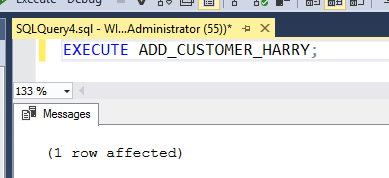 Execute Debug
SQLQuery4.sql - WI...Administrator (55))*
EXECUTE ADD_CUSTOMER_HARRY;
133 %
Messages
(1 row affected)